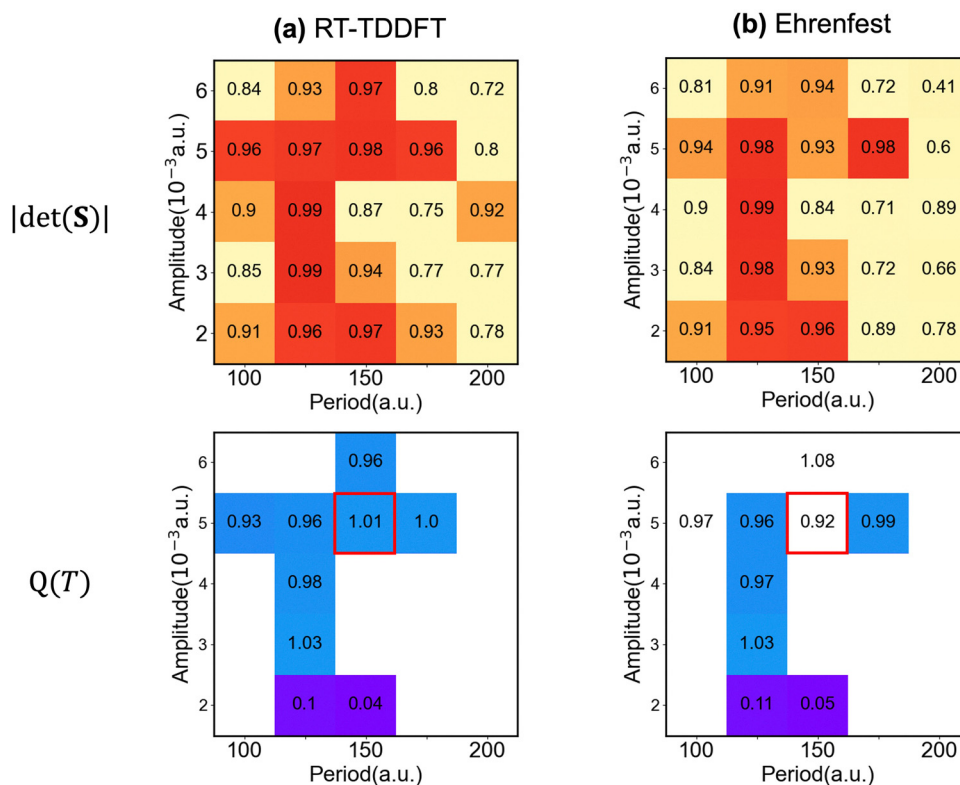 (a) RT-TDDFT
(b) Ehrenfest
|det(S)|
Amplitude(10⁻³a.u.)
6 0.84 0.93 0.97 0.8 0.72
5 0.96 0.97 0.98 0.96 0.8
4 0.9 0.99 0.87 0.75 0.92
3 0.85 0.99 0.94 0.77 0.77
2 0.91 0.96 0.97 0.93 0.78
100 150 200
Period(a.u.)
Amplitude(10⁻³a.u.)
6 0.81 0.91 0.94 0.72 0.41
5 0.94 0.98 0.93 0.98 0.6
4 0.9 0.99 0.84 0.71 0.89
3 0.84 0.98 0.93 0.72 0.66
2 0.91 0.95 0.96 0.89 0.78
100 150 200
Period(a.u.)
Q(T)
Amplitude(10⁻³a.u.)
6 0.96
5 0.93 0.96 1.01 1.0
4 0.98
3 1.03
2 0.1 0.04
100 150 200
Period(a.u.)
Amplitude(10⁻³a.u.)
6 1.08
5 0.97 0.96 0.92 0.99
4 0.97
3 1.03
2 0.11 0.05
100 150 200
Period(a.u.)